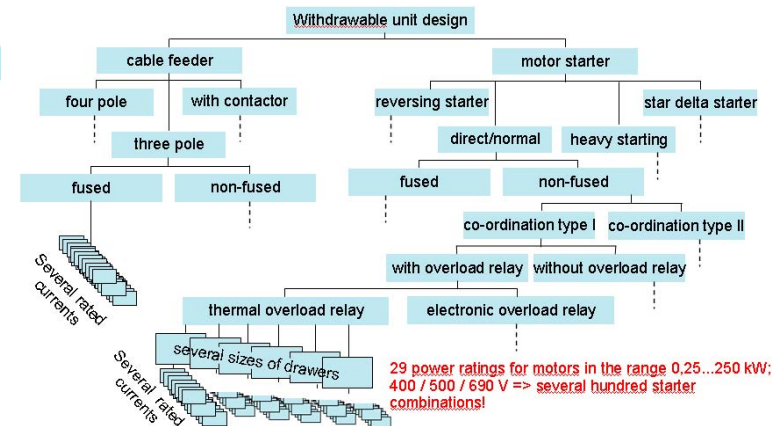 Withdrawable unit design
cable feeder
motor starter
four pole
with contactor
reversing starter
star delta starter
three pole
direct/normal
heavy starting
fused
non-fused
fused
non-fused
co-ordination type I
co-ordination type II
with overload relay
without overload relay
Several rated
currents
thermal overload relay
electronic overload relay
several sizes of drawers
Several rated
currents
29 power ratings for motors in the range 0,25...250 kW;
400 / 500 / 690 V => several hundred starter
combinations!